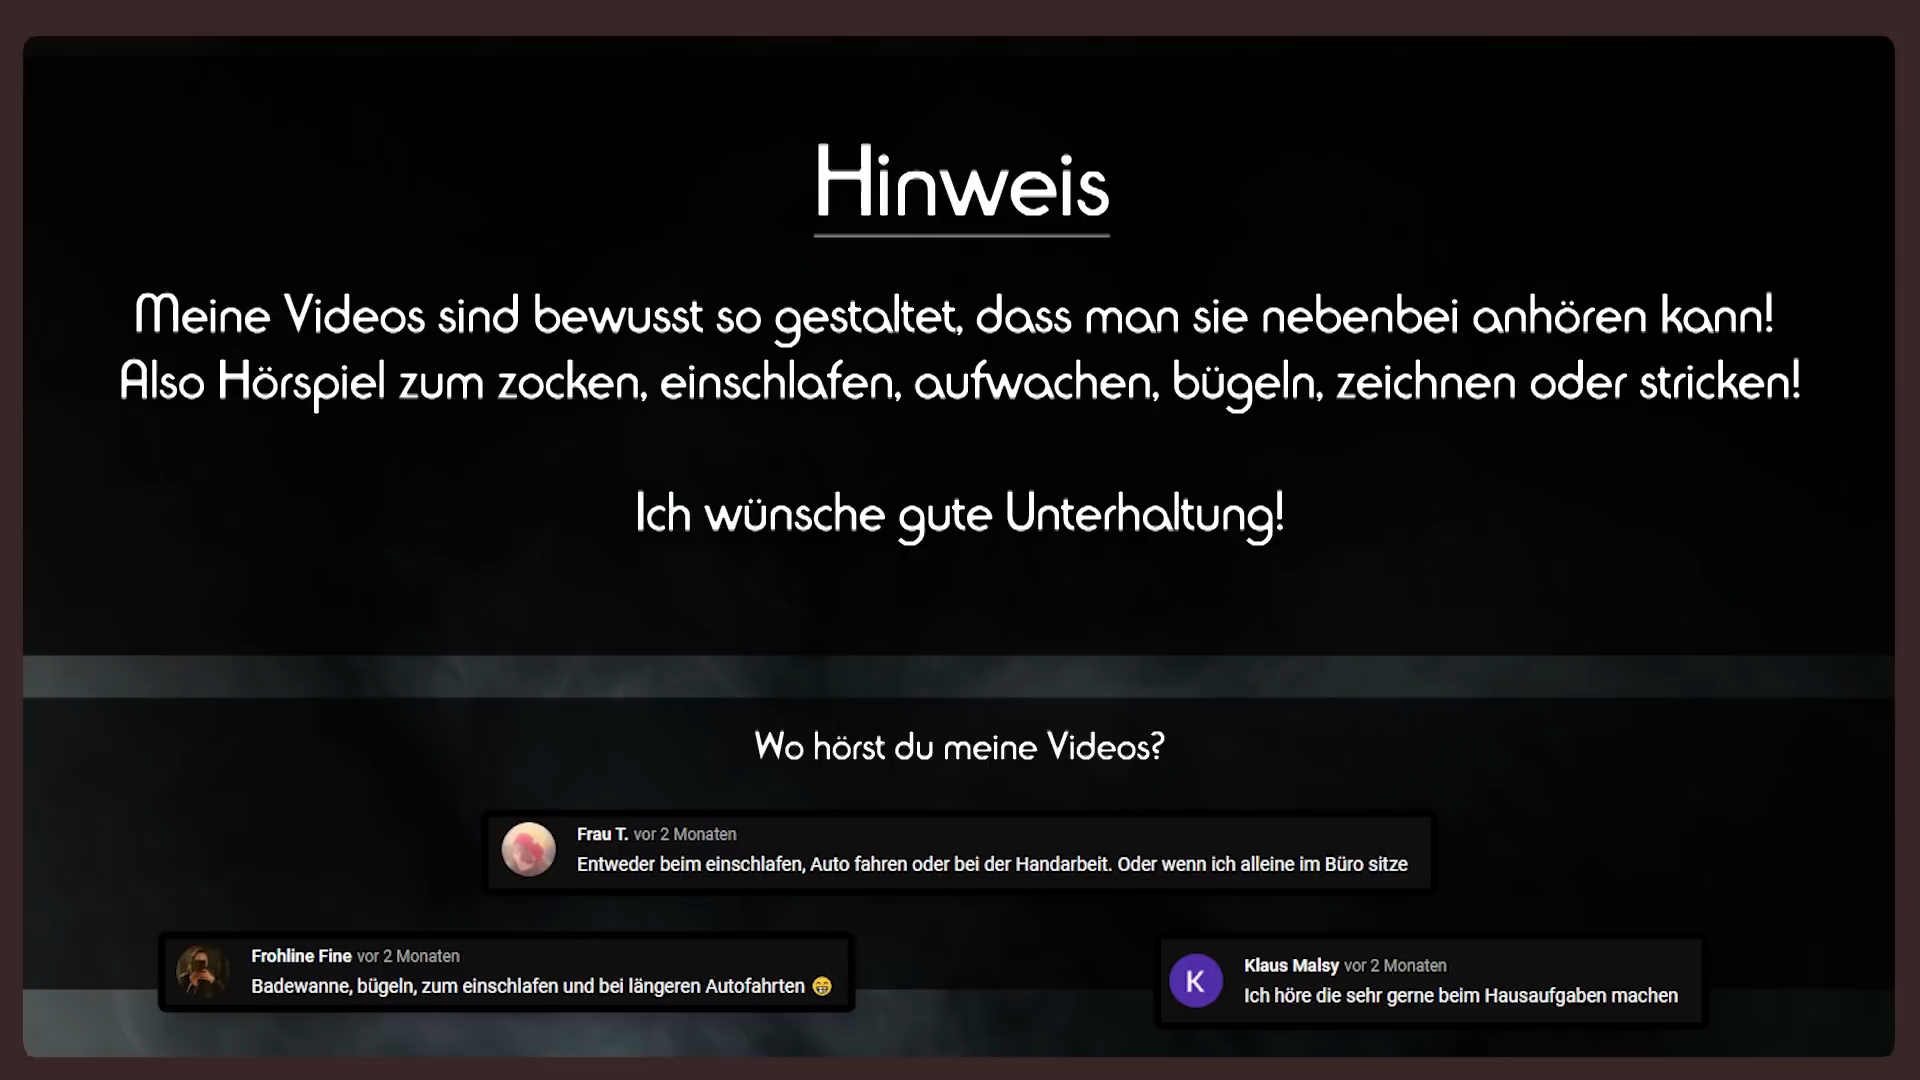 Hinweis
Meine Videos sind bewusst so gestaltet, dass man sie nebenbei anhören kann!
Also Hörspiel zum zocken, einschlafen, aufwachen, bügeln, zeichnen oder stricken!
Ich wünsche gute Unterhaltung!
Wo hörst du meine Videos?
Frau T. vor 2 Monaten
Entweder beim einschlafen, Auto fahren oder bei der Handarbeit. Oder wenn ich alleine im Büro sitze
Frohline Fine vor 2 Monaten
Badewanne, bügeln, zum einschlafen und bei längeren Autofahrten 😁
K
Klaus Malsy vor 2 Monaten
Ich höre die sehr gerne beim Hausaufgaben machen